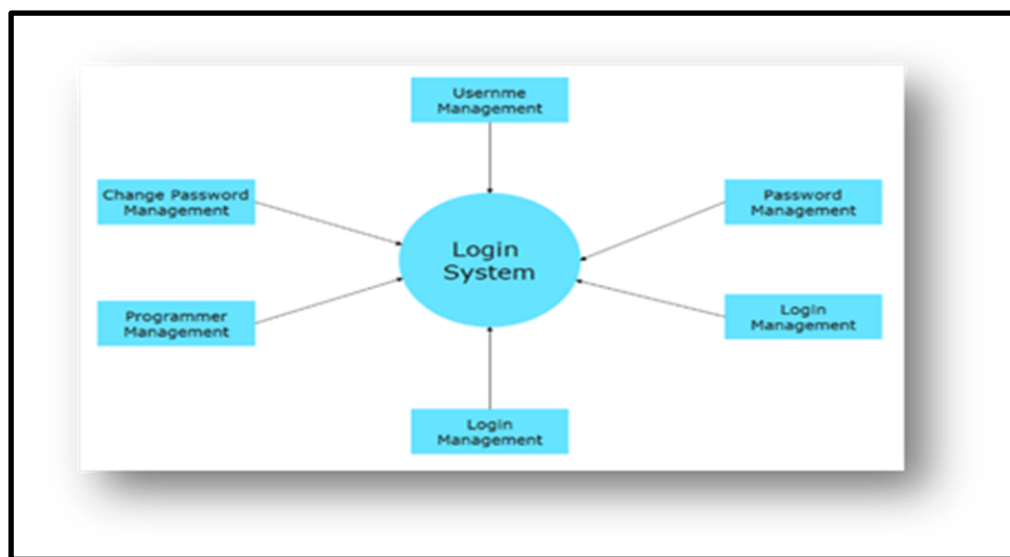 Usernme
Management
Change Password
Management
Password
Management
Login
System
Programmer
Management
Login
Management
Login
Management